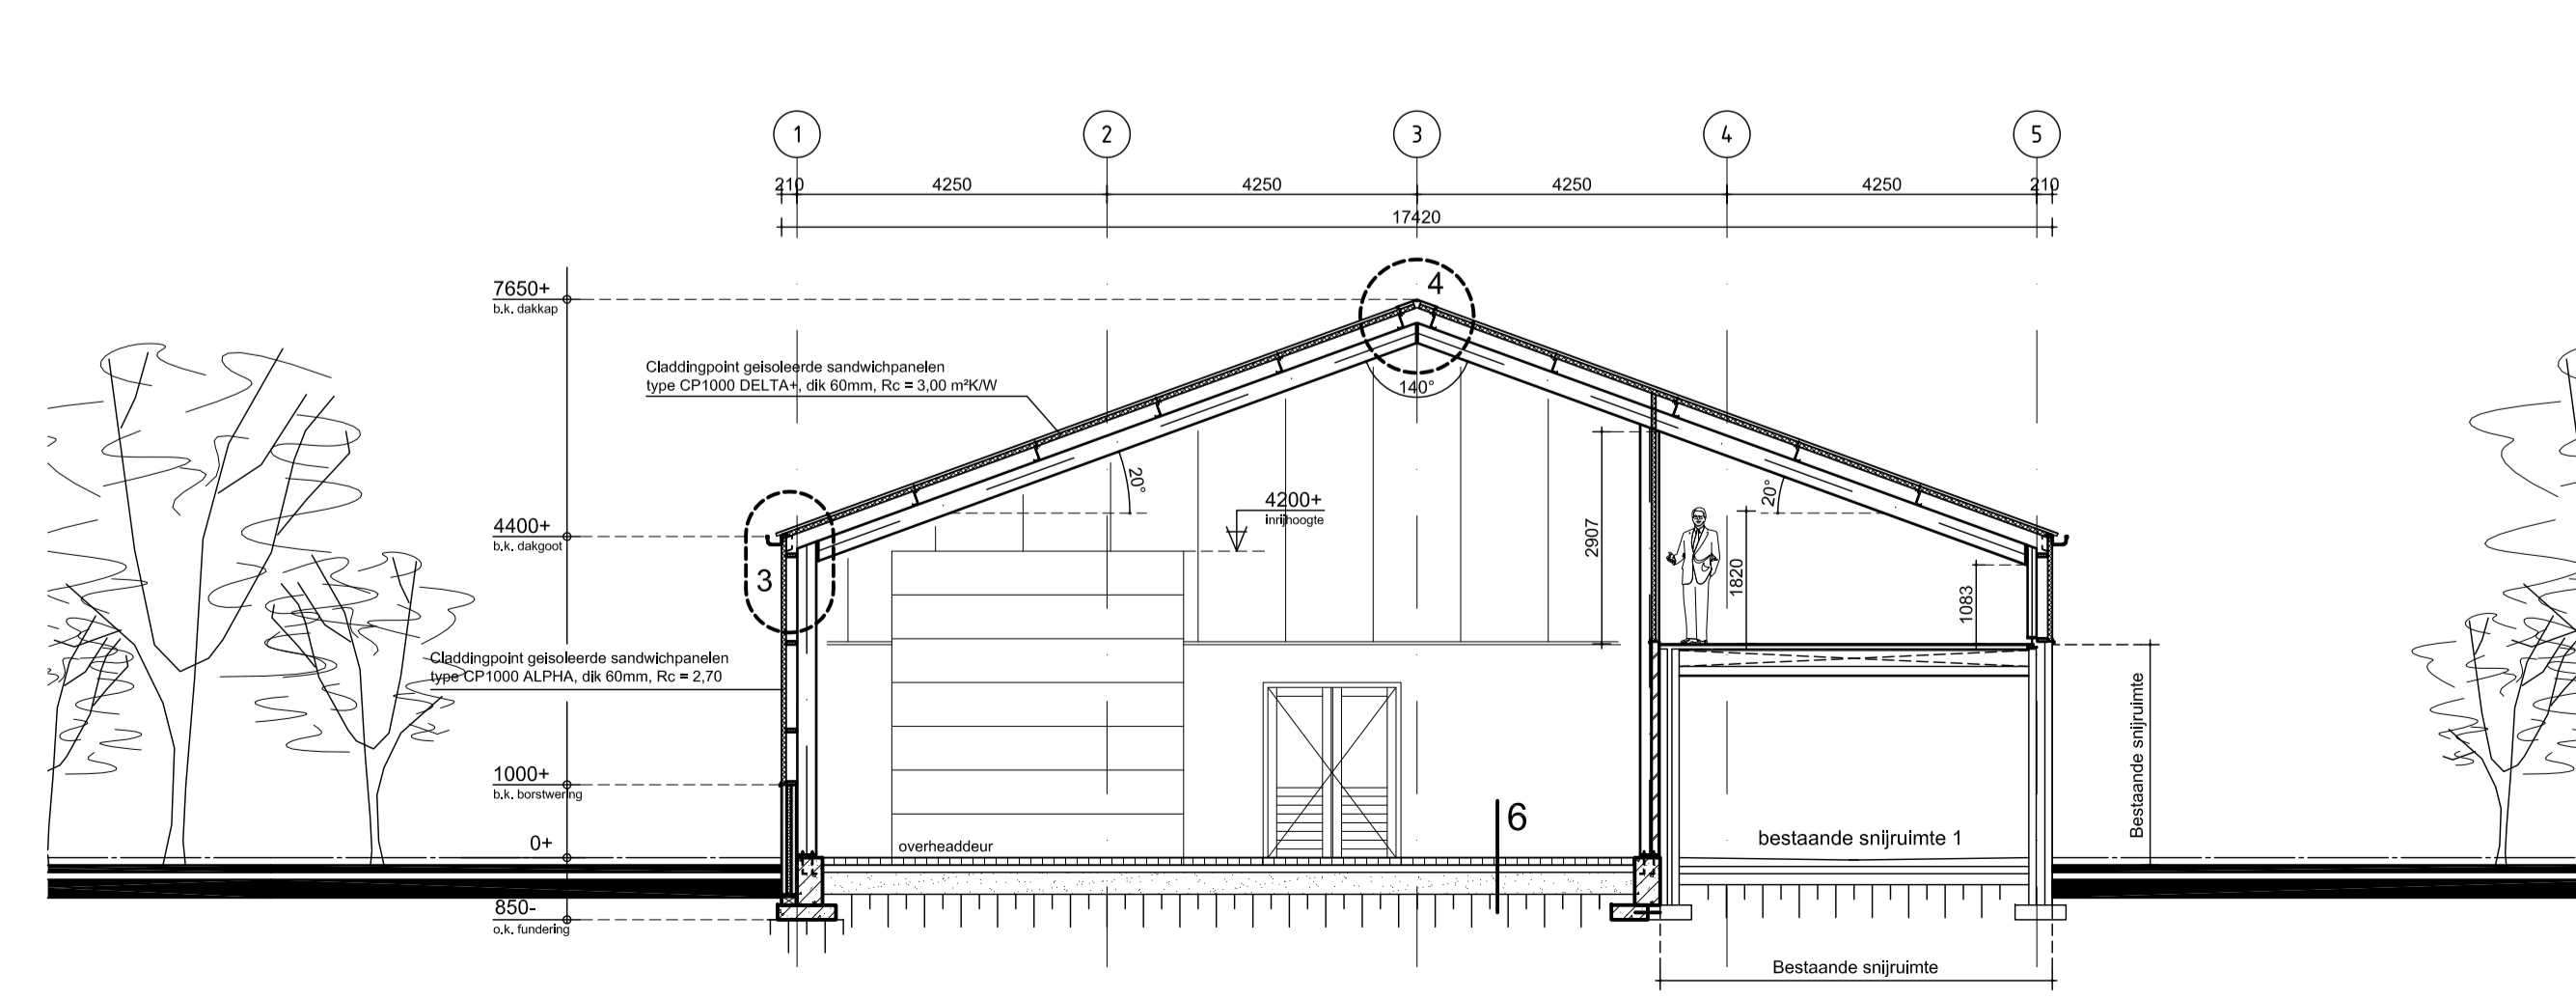 1 2 3 4 5
210 4250 4250 4250 4250 210
17420
7650+
b.k. dakkap
4
Claddingpoint geisoleerde sandwichpanelen
type CP1000 DELTA+, dik 60mm, Rc = 3,00 m²K/W
140°
20°
20°
4200+
inrijhoogte
4400+
b.k. dakgoot
2907
1820
1083
3
Claddingpoint geisoleerde sandwichpanelen
type CP1000 ALPHA, dik 60mm, Rc = 2,70
Bestaande snijruimte
1000+
b.k. borstwering
6
0+
overheaddeur
bestaande snijruimte 1
850-
o.k. fundering
Bestaande snijruimte